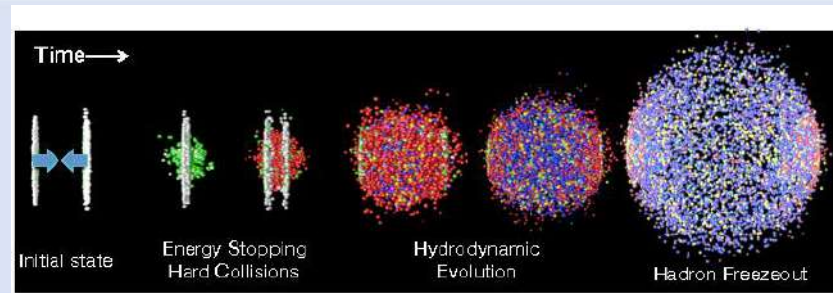 Time
Initial state
Energy Stopping
Hard Collisions
Hydrodynamic
Evolution
Hadron Freezeout